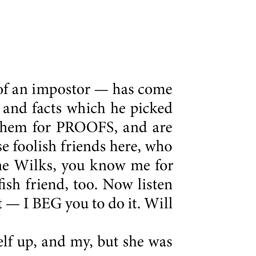 of an impostor — has come
and facts which he picked
them for PROOFS, and are
se foolish friends here, who
ne Wilks, you know me for
fish friend, too. Now listen
t — I BEG you to do it. Will
elf up, and my, but she was